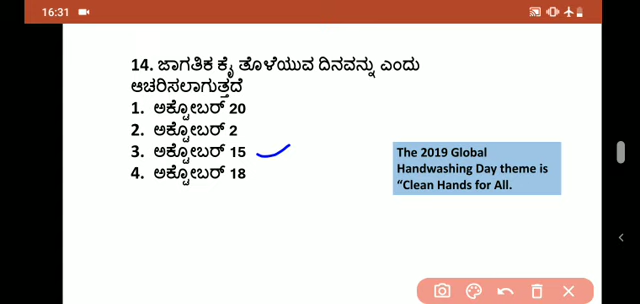 16:31
14. ಜಾಗತಿಕ ಕೈ ತೊಳೆಯುವ ದಿನವನ್ನು ಎಂದು
ಆಚರಿಸಲಾಗುತ್ತದೆ
1. ಅಕ್ಟೋಬರ್ 20
2. ಅಕ್ಟೋಬರ್ 2
3. ಅಕ್ಟೋಬರ್ 15
4. ಅಕ್ಟೋಬರ್ 18
The 2019 Global
Handwashing Day theme is
“Clean Hands for All.